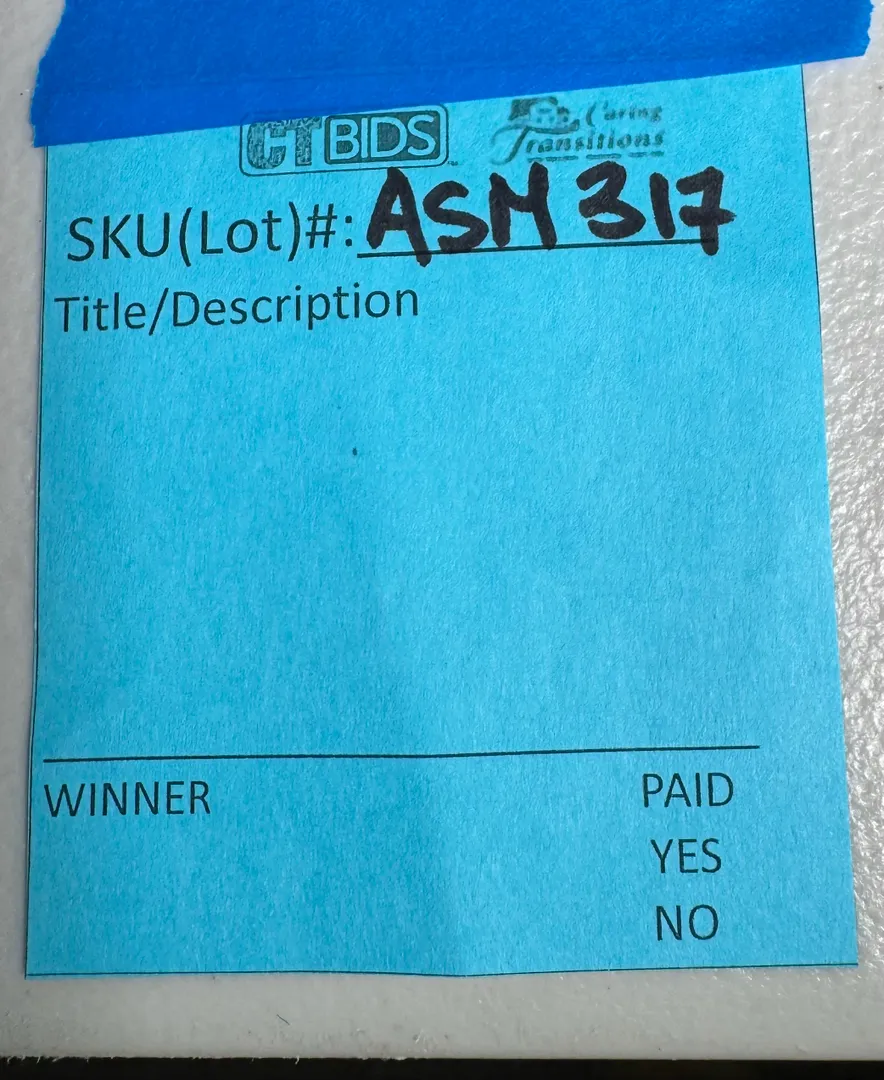 CTBIDS Caring Transitions
SKU(Lot)#: ASM 317
Title/Description
WINNER PAID
YES
NO